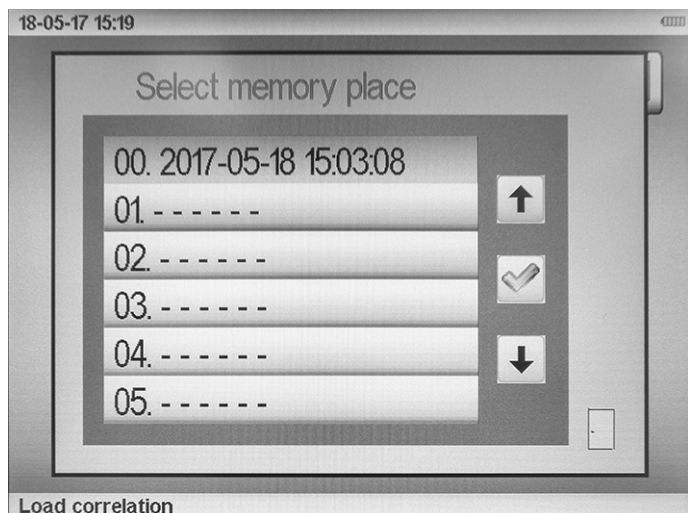 18-05-17 15:19
Select memory place
00. 2017-05-18 15:03:08
01. - - - - - -
02. - - - - - -
03. - - - - - -
04. - - - - - -
05. - - - - - -
Load correlation